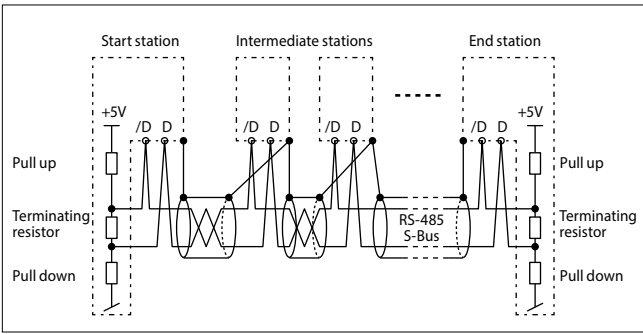 Start station
Intermediate stations
End station
+5V
/D D
/D D
/D D
/D D
+5V
Pull up
Pull up
Terminating
resistor
RS-485
S-Bus
Terminating
resistor
Pull down
Pull down